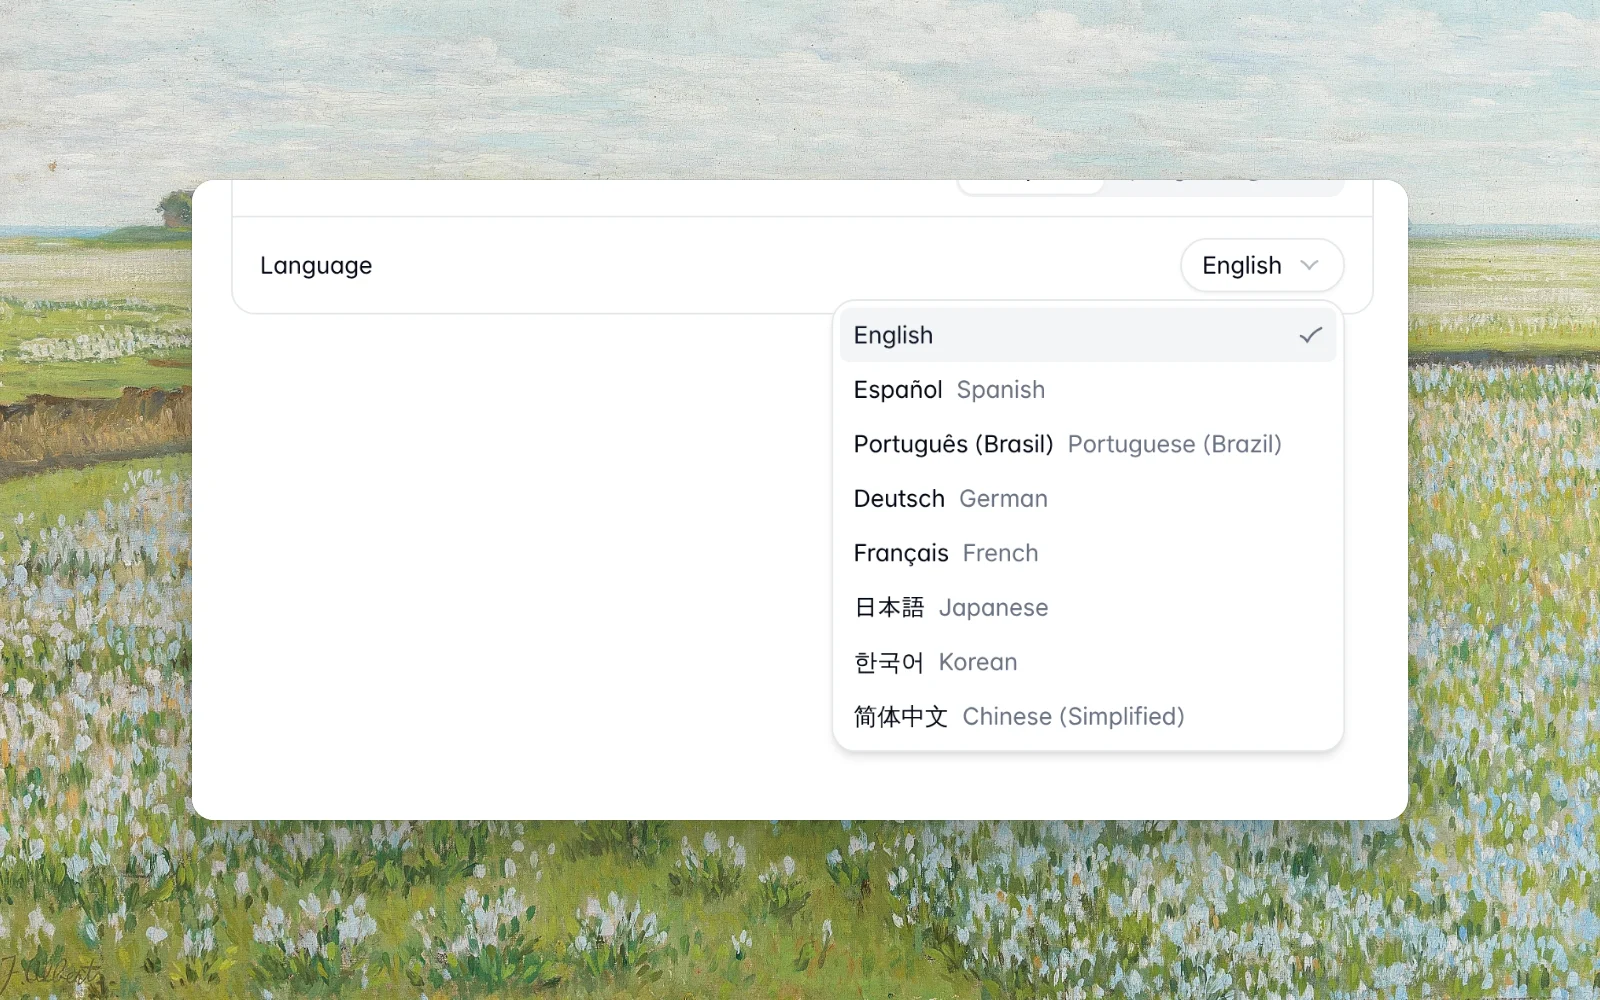 Language
English
English
Español Spanish
Português (Brasil) Portuguese (Brazil)
Deutsch German
Français French
日本語 Japanese
한국어 Korean
简体中文 Chinese (Simplified)